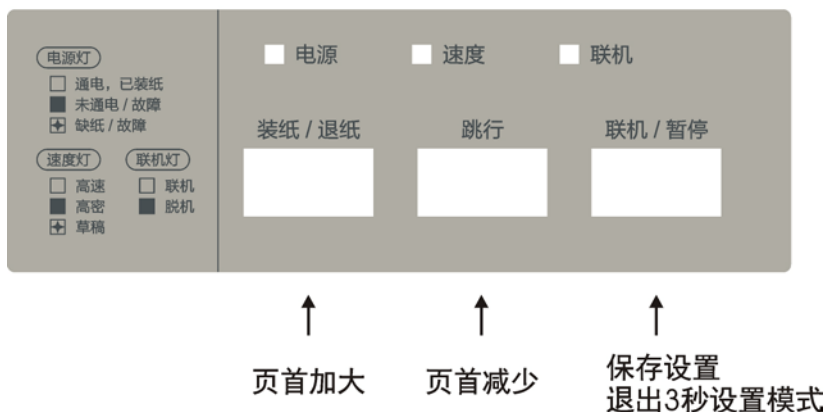 电源灯
通电，已装纸
未通电 / 故障
缺纸 / 故障
速度灯 联机灯
高速 联机
高密 脱机
草稿
电源 速度 联机
装纸 / 退纸 跳行 联机 / 暂停
页首加大 页首减少 保存设置
退出3秒设置模式